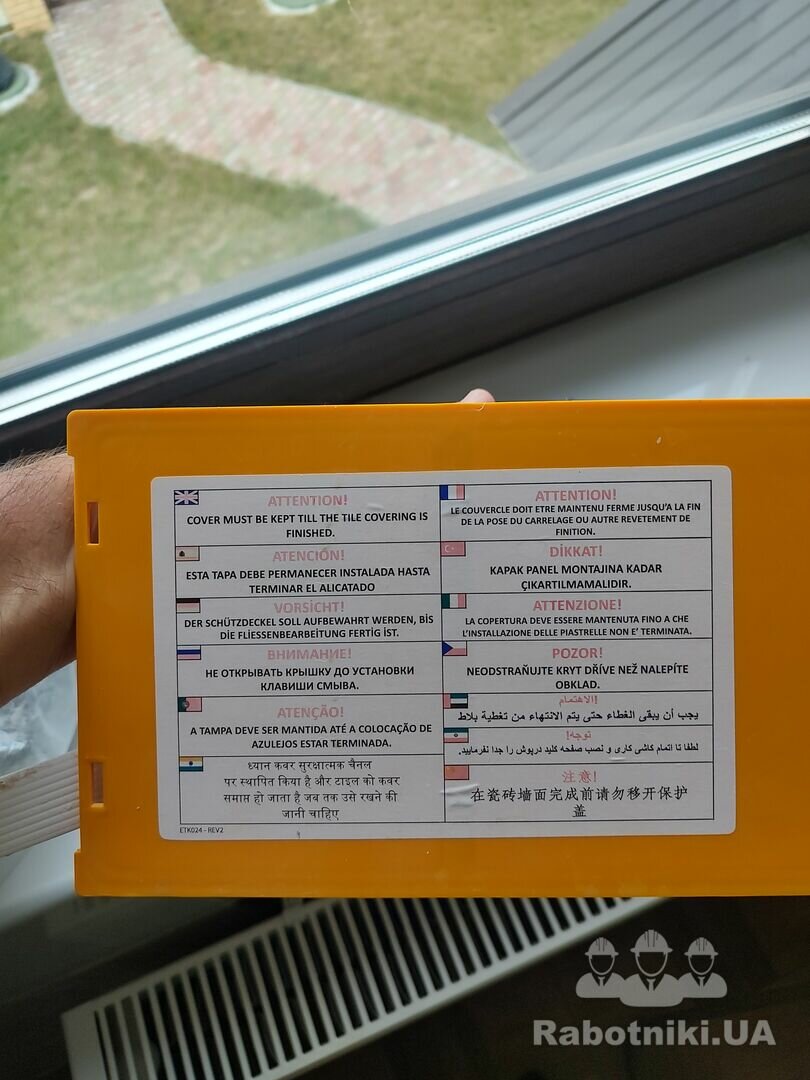 ATTENTION!
COVER MUST BE KEPT TILL THE TILE COVERING IS
FINISHED.
ATENCIÓN!
ESTA TAPA DEBE PERMANECER INSTALADA HASTA
TERMINAR EL ALICATADO
VORSİCHT!
DER SCHÜTZDECKEL SOLL AUFBEWAHRT WERDEN, BIS
DIE FLIESSENBEARBEITUNG FERTIG IST.
ВНИМАНИЕ!
НЕ ОТКРЫВАТЬ КРЫШКУ ДО УСТАНОВКИ
КЛАВИШИ СМЫВА.
ATENÇÃO!
A TAMPA DEVE SER MANTIDA ATÉ A COLOCAÇÃO DE
AZULEJOS ESTAR TERMINADA.
ध्यान कवर सुरक्षात्मक चैनल
पर स्थापित किया है और टाइल को कवर
समाप्त हो जाता है जब तक उसे रखने की
जानी चाहिए
ETK024 - REV2
ATTENTION!
LE COUVERCLE DOIT ETRE MAINTENU FERME JUSQU'A LA FIN
DE LA POSE DU CARRELAGE OU AUTRE REVETEMENT DE
FINITION.
DİKKAT!
KAPAK PANEL MONTAJINA KADAR
ÇIKARTILMAMALIDIR.
ATTENZIONE!
LA COPERTURA DEVE ESSERE MANTENUTA FINO A CHE
L'INSTALLAZIONE DELLE PIASTRELLE NON E' TERMINATA.
POZOR!
NEODSTRAŇUJTE KRYT DŘÍVE NEŽ NALEPÍTE
OBKLAD.
الاهتمام!
يجب أن يبقى الغطاء حتى يتم الانتهاء من تغطية بلاط
توجه!
لطفا تا اتمام کاشی کاری و نصب صفحه کلید درپوش را جدا نفرمایید.
注意!
在瓷砖墙面完成前请勿移开保护
盖
Rabotniki.UA